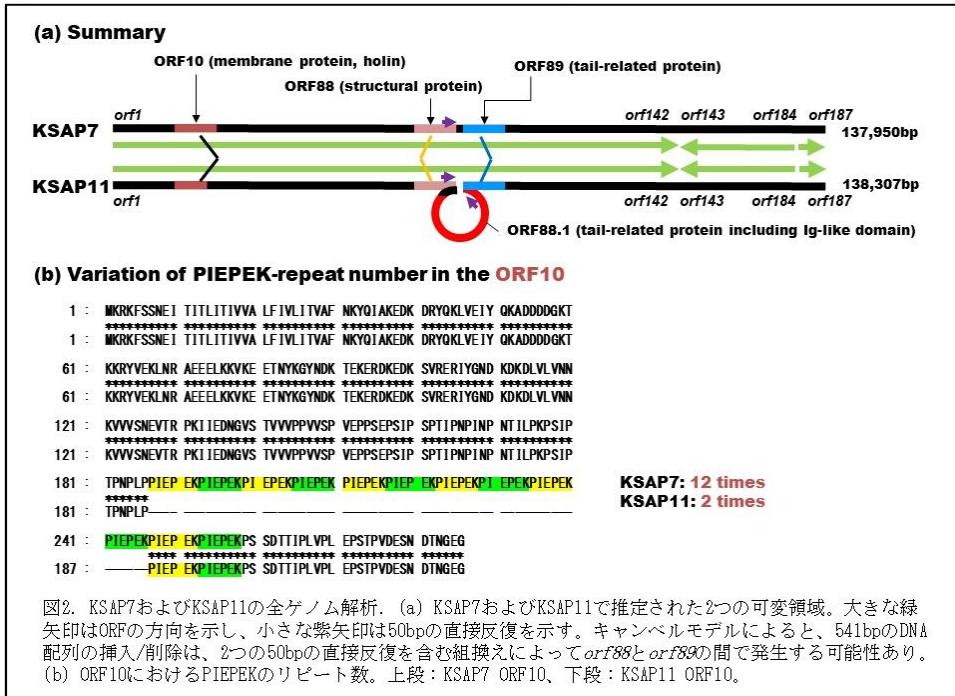 (a) Summary
ORF10 (membrane protein, holin)
ORF89 (tail-related protein)
ORF88 (structural protein)
orf1
orf142 orf143 orf184 orf187
KSAP7
137,950bp
KSAP11
138,307bp
orf1
orf142 orf143 orf184 orf187
ORF88.1 (tail-related protein including Ig-like domain)
(b) Variation of PIEPEK-repeat number in the ORF10
1 : MKRKFSSNEI TITLITIVVA LFIVLITVAF NKYQIAKEDK DRYQKLVEIY QKADDDDGKT
********** ********** ********** ********** ********** **********
1 : MKRKFSSNEI TITLITIVVA LFIVLITVAF NKYQIAKEDK DRYQKLVEIY QKADDDDGKT
61 : KKRYVEKLNR AEEELKKVKE ETNYKGYNDK TEKERDKEDK SVRERIYGND KDKDLVLVNN
********** ********** ********** ********** ********** **********
61 : KKRYVEKLNR AEEELKKVKE ETNYKGYNDK TEKERDKEDK SVRERIYGND KDKDLVLVNN
121 : KVVVSNEVTR PKIIEDNGVS TVVVPPVVSP VEPPSEPSIP SPTIPNPINP NTILPKPSIP
********** ********** ********** ********** ********** **********
121 : KVVVSNEVTR PKIIEDNGVS TVVVPPVVSP VEPPSEPSIP SPTIPNPINP NTILPKPSIP
181 : TPNPLPPIEP EKPIEPEKPI EPEKPIEPEK PIEPEKPIEP EKPIEPEKPI EPEKPIEPEK
******
181 : TPNPLP---- ---------- ---------- ---------- ---------- ----------
KSAP7: 12 times
KSAP11: 2 times
241 : PIEPEKPIEP EKPIEPEKPS SDTTIPLVPL EPSTPVDESN DTNGEG
**** ********** ********** ********** ******
187 : ------PIEP EKPIEPEKPS SDTTIPLVPL EPSTPVDESN DTNGEG
図2. KSAP7およびKSAP11の全ゲノム解析. (a) KSAP7およびKSAP11で推定された2つの可変領域。大きな緑
矢印はORFの方向を示し、小さな紫矢印は50bpの直接反復を示す。キャンベルモデルによると、541bpのDNA
配列の挿入/削除は、2つの50bpの直接反復を含む組換えによってorf88とorf89の間で発生する可能性あり。
(b) ORF10におけるPIEPEKのリピート数。上段：KSAP7 ORF10、下段：KSAP11 ORF10。